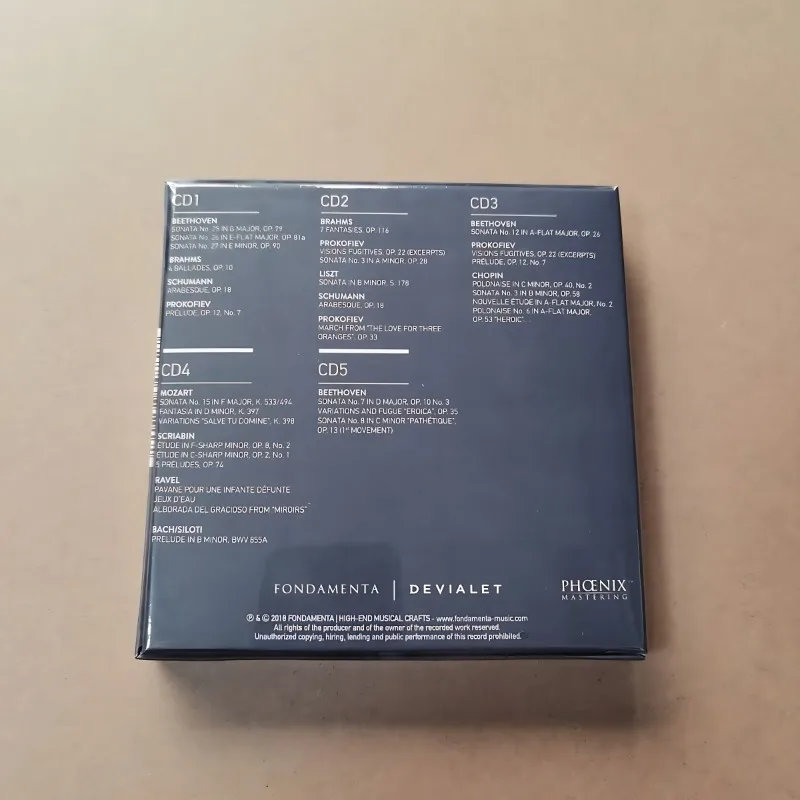 CD1
BEETHOVEN
SONATA No. 25 IN G MAJOR, OP. 79
SONATA No. 26 IN E-FLAT MAJOR, OP. 81a
SONATA No. 27 IN E MINOR, OP. 90
BRAHMS
4 BALLADES, OP. 10
SCHUMANN
ARABESQUE, OP. 18
PROKOFIEV
PRÉLUDE, OP. 12, No. 7
CD2
BRAHMS
7 FANTASIES, OP. 116
PROKOFIEV
VISIONS FUGITIVES, OP. 22 (EXCERPTS)
SONATA No. 3 IN A MINOR, OP. 28
LISZT
SONATA IN B MINOR, S. 178
SCHUMANN
ARABESQUE, OP. 18
PROKOFIEV
MARCH FROM "THE LOVE FOR THREE
ORANGES", OP. 33
CD3
BEETHOVEN
SONATA No. 12 IN A-FLAT MAJOR, OP. 26
PROKOFIEV
VISIONS FUGITIVES, OP. 22 (EXCERPTS)
PRÉLUDE, OP. 12, No. 7
CHOPIN
POLONAISE IN C MINOR, OP. 40, No. 2
SONATA No. 3 IN B MINOR, OP. 58
NOUVELLE ÉTUDE IN A-FLAT MAJOR, No. 2
POLONAISE No. 6 IN A-FLAT MAJOR,
OP. 53 "HEROIC".
CD4
MOZART
SONATA No. 15 IN F MAJOR, K. 533/494
FANTASIA IN D MINOR, K. 397
VARIATIONS "SALVE TU DOMINE", K. 398
SCRIABIN
ÉTUDE IN F-SHARP MINOR, OP. 8, No. 2
ÉTUDE IN C-SHARP MINOR, OP. 2, No. 1
5 PRÉLUDES, OP. 74
RAVEL
PAVANE POUR UNE INFANTE DÉFUNTE
JEUX D'EAU
ALBORADA DEL GRACIOSO FROM "MIROIRS"
BACH/SILOTI
PRELUDE IN B MINOR, BWV 855A
CD5
BEETHOVEN
SONATA No. 7 IN D MAJOR, OP. 10 No. 3
VARIATIONS AND FUGUE "EROICA", OP. 35
SONATA No. 8 IN C MINOR "PATHÉTIQUE",
OP. 13 (1st MOVEMENT)
FONDAMENTA | DEVIALET
PHŒNIX
MASTERING
℗ & © 2018 FONDAMENTA | HIGH-END MUSICAL CRAFTS - www.fondamenta-music.com
All rights of the producer and of the owner of the recorded work reserved.
Unauthorized copying, hiring, lending and public performance of this record prohibited.